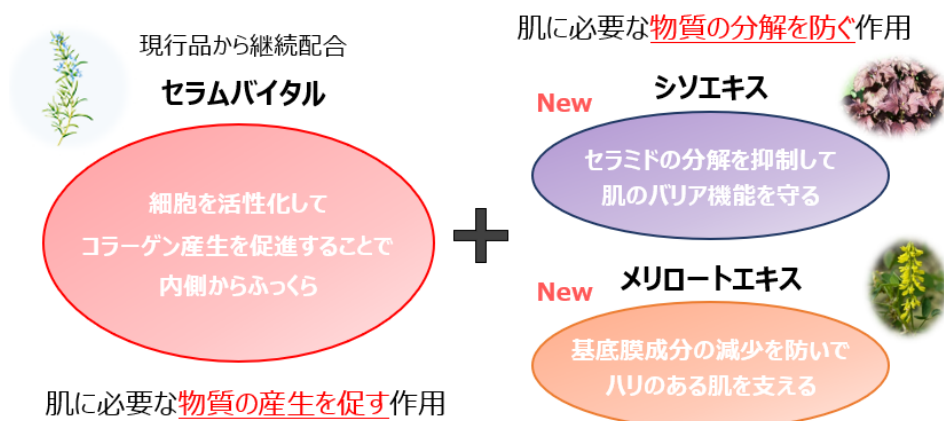 現行品から継続配合
セラムバイタル
細胞を活性化して
コラーゲン産生を促進することで
内側からふっくら
肌に必要な物質の産生を促す作用
+
肌に必要な物質の分解を防ぐ作用
New
シソエキス
セラミドの分解を抑制して
肌のバリア機能を守る
New
メリロートエキス
基底膜成分の減少を防いで
ハリのある肌を支える